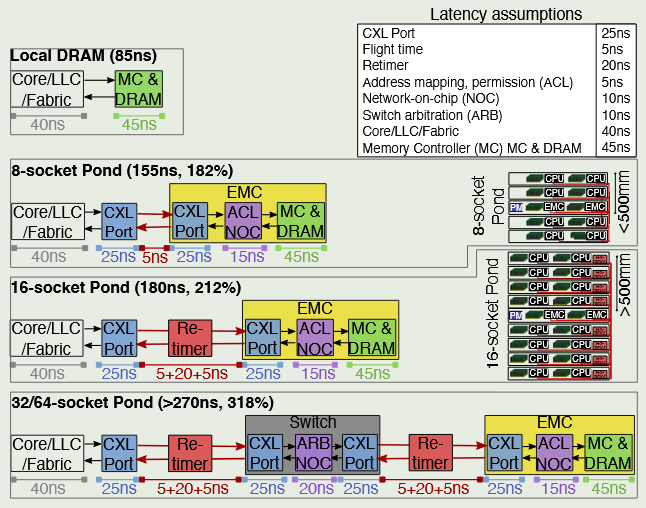 Latency assumptions
CXL Port 25ns
Flight time 5ns
Retimer 20ns
Address mapping, permission (ACL) 5ns
Network-on-chip (NOC) 10ns
Switch arbitration (ARB) 10ns
Core/LLC/Fabric 40ns
Memory Controller (MC) MC & DRAM 45ns
Local DRAM (85ns)
Core/LLC MC &
/Fabric DRAM
40ns 45ns
8-socket Pond (155ns, 182%)
EMC
Core/LLC CXL CXL ACL MC &
/Fabric Port Port NOC DRAM
40ns 25ns 5ns 25ns 15ns 45ns
8-socket
Pond
CPU CPU
CPU CPU
PM EMC EMC
CPU CPU
CPU CPU
<500mm
16-socket Pond (180ns, 212%)
EMC
Core/LLC CXL Re- CXL ACL MC &
/Fabric Port timer Port NOC DRAM
40ns 25ns 5+20+5ns 25ns 15ns 45ns
16-socket Pond
CPU CPU
CPU CPU
CPU CPU
CPU CPU
PM EMC EMC
CPU CPU
CPU CPU
CPU CPU
CPU CPU
>500mm
32/64-socket Pond (>270ns, 318%)
Switch EMC
Core/LLC CXL Re- CXL ARB CXL Re- CXL ACL MC &
/Fabric Port timer Port NOC Port timer Port NOC DRAM
40ns 25ns 5+20+5ns 25ns 20ns 25ns 5+20+5ns 25ns 15ns 45ns